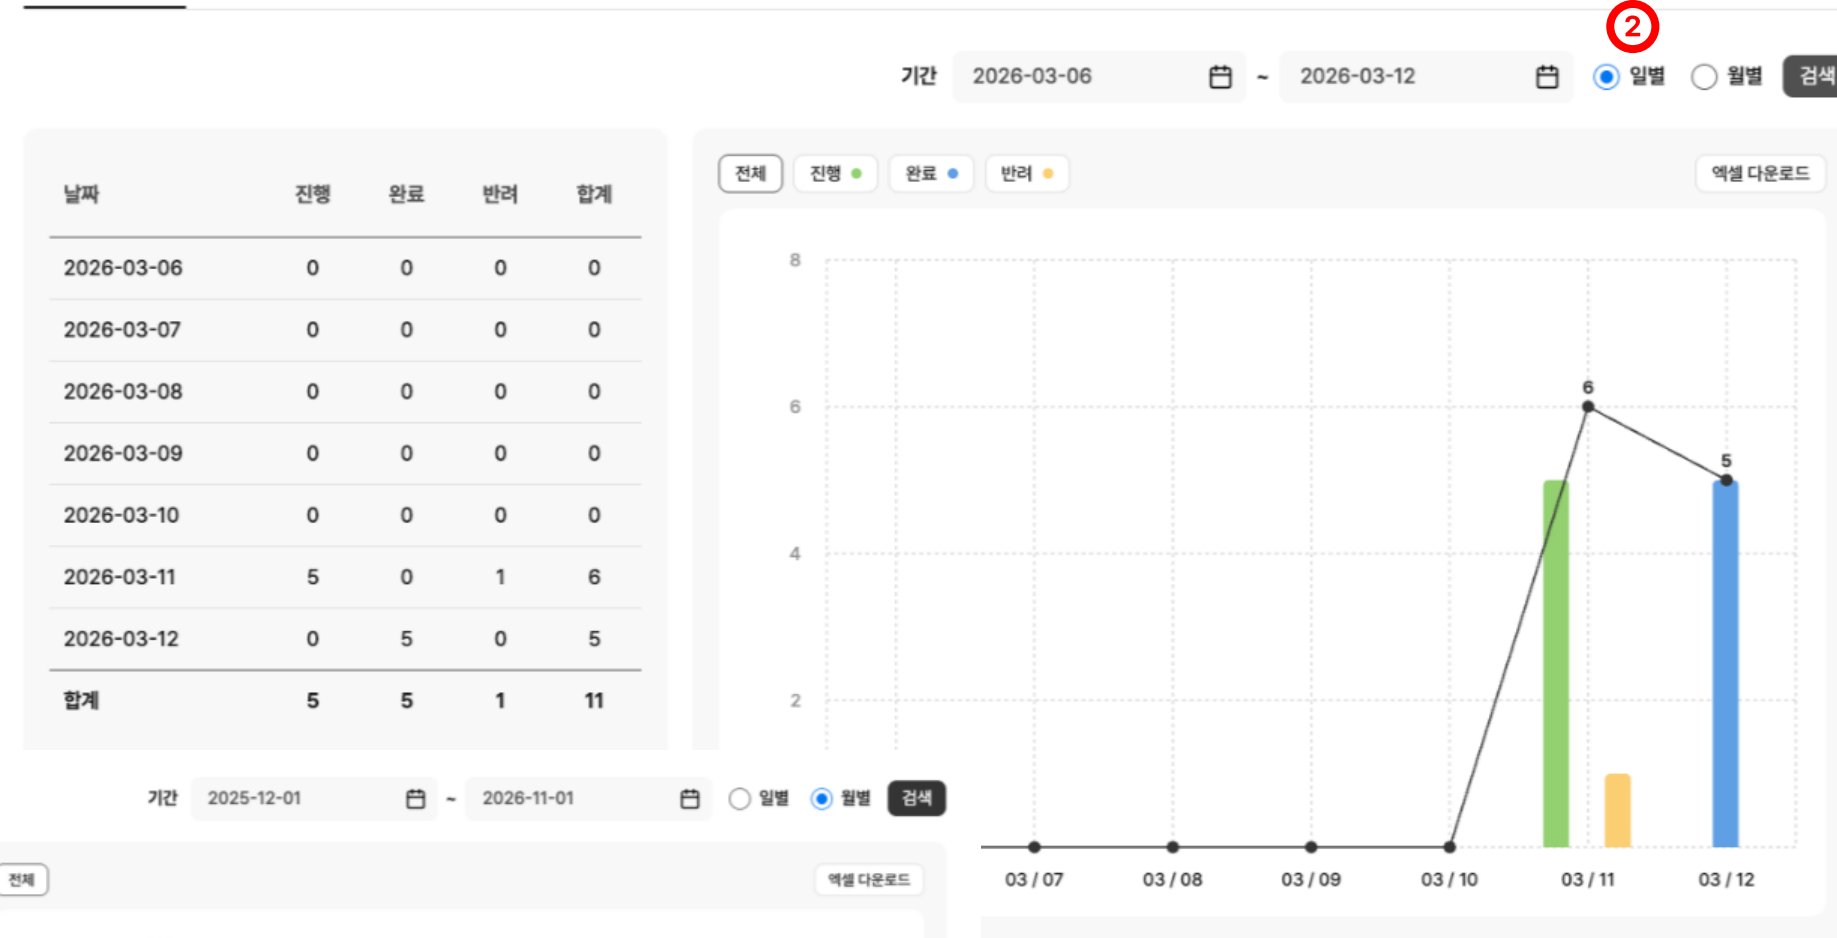 2
기간 2026-03-06 ~ 2026-03-12 일별 월별 검색
날짜 진행 완료 반려 합계
2026-03-06 0 0 0 0
2026-03-07 0 0 0 0
2026-03-08 0 0 0 0
2026-03-09 0 0 0 0
2026-03-10 0 0 0 0
2026-03-11 5 0 1 6
2026-03-12 0 5 0 5
합계 5 5 1 11
전체 진행 완료 반려 엑셀 다운로드
8
6
4
2
6
5
03 / 07 03 / 08 03 / 09 03 / 10 03 / 11 03 / 12
기간 2025-12-01 ~ 2026-11-01 일별 월별 검색
전체 엑셀 다운로드